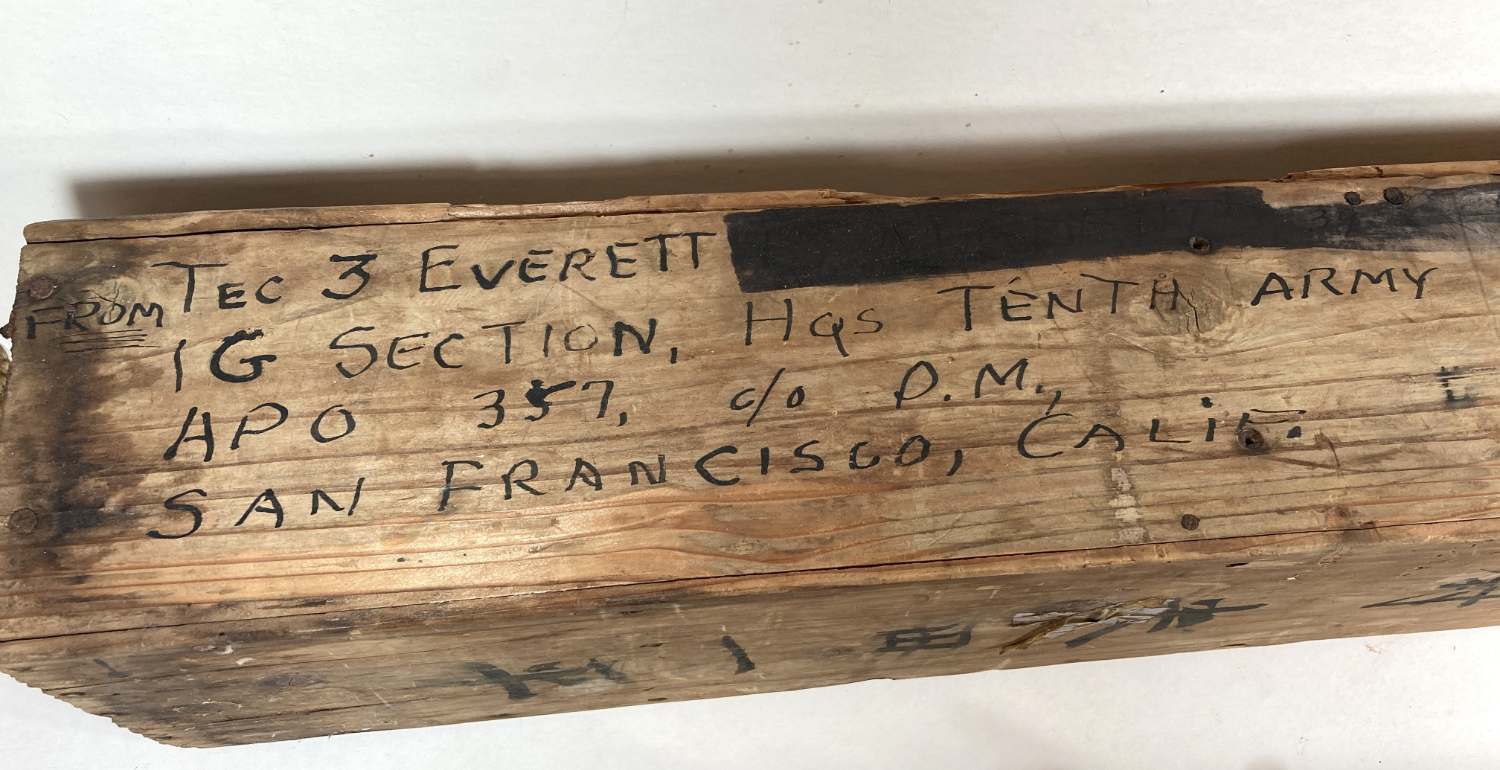 FROM TEC 3 EVERETT
IG SECTION, Hqs TENTH ARMY
APO 357, c/o P.M.,
SAN FRANCISCO, CALIF.